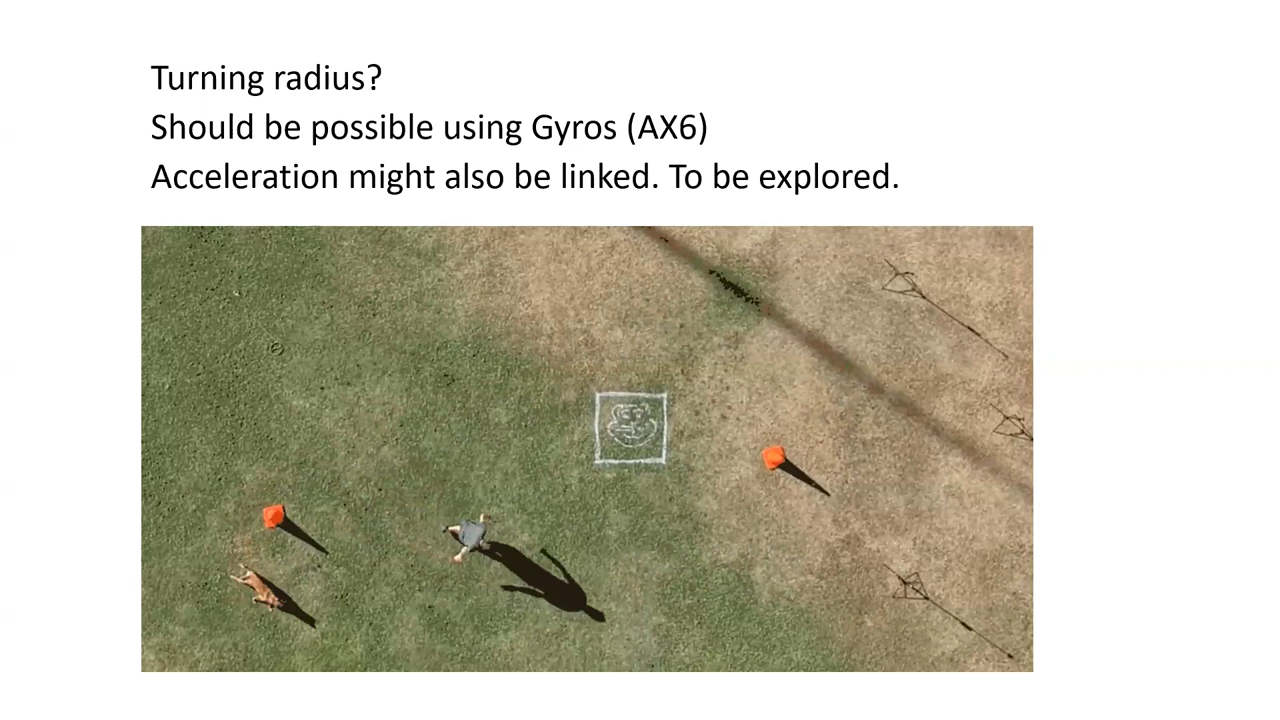 Turning radius?
Should be possible using Gyros (AX6)
Acceleration might also be linked. To be explored.